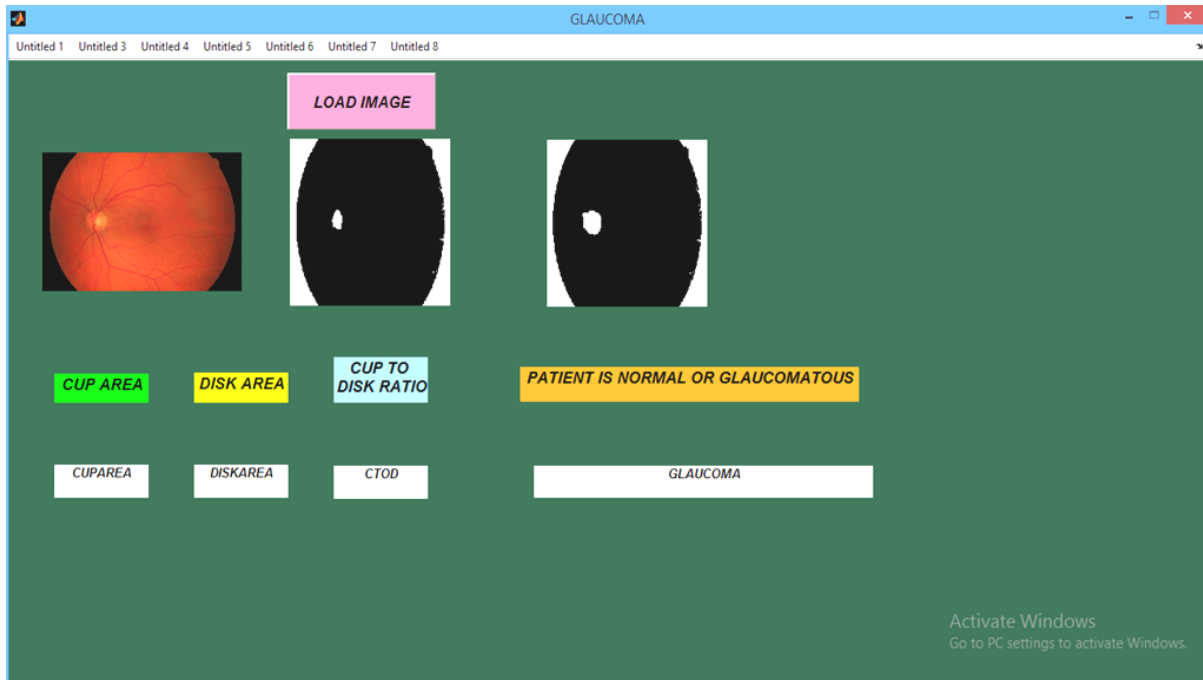 GLAUCOMA
Untitled 1 Untitled 3 Untitled 4 Untitled 5 Untitled 6 Untitled 7 Untitled 8
LOAD IMAGE
CUP AREA
DISK AREA
CUP TO
DISK RATIO
PATIENT IS NORMAL OR GLAUCOMATOUS
CUPAREA
DISKAREA
CTOD
GLAUCOMA
Activate Windows
Go to PC settings to activate Windows.